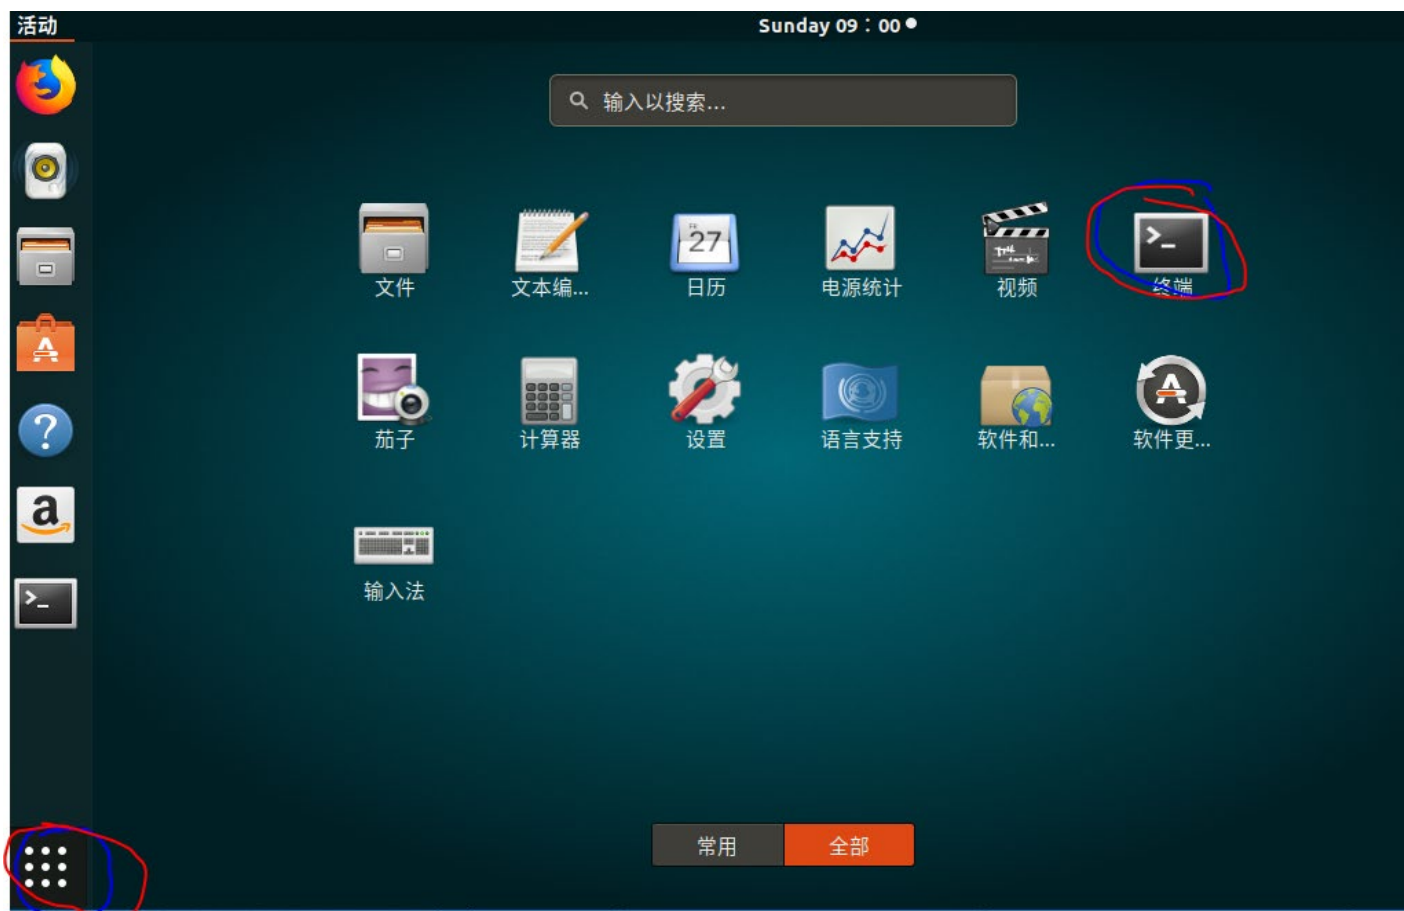 活动
Sunday 09：00
输入以搜索...
文件
文本编...
日历
电源统计
视频
终端
茄子
计算器
设置
语言支持
软件和...
软件更...
输入法
常用
全部